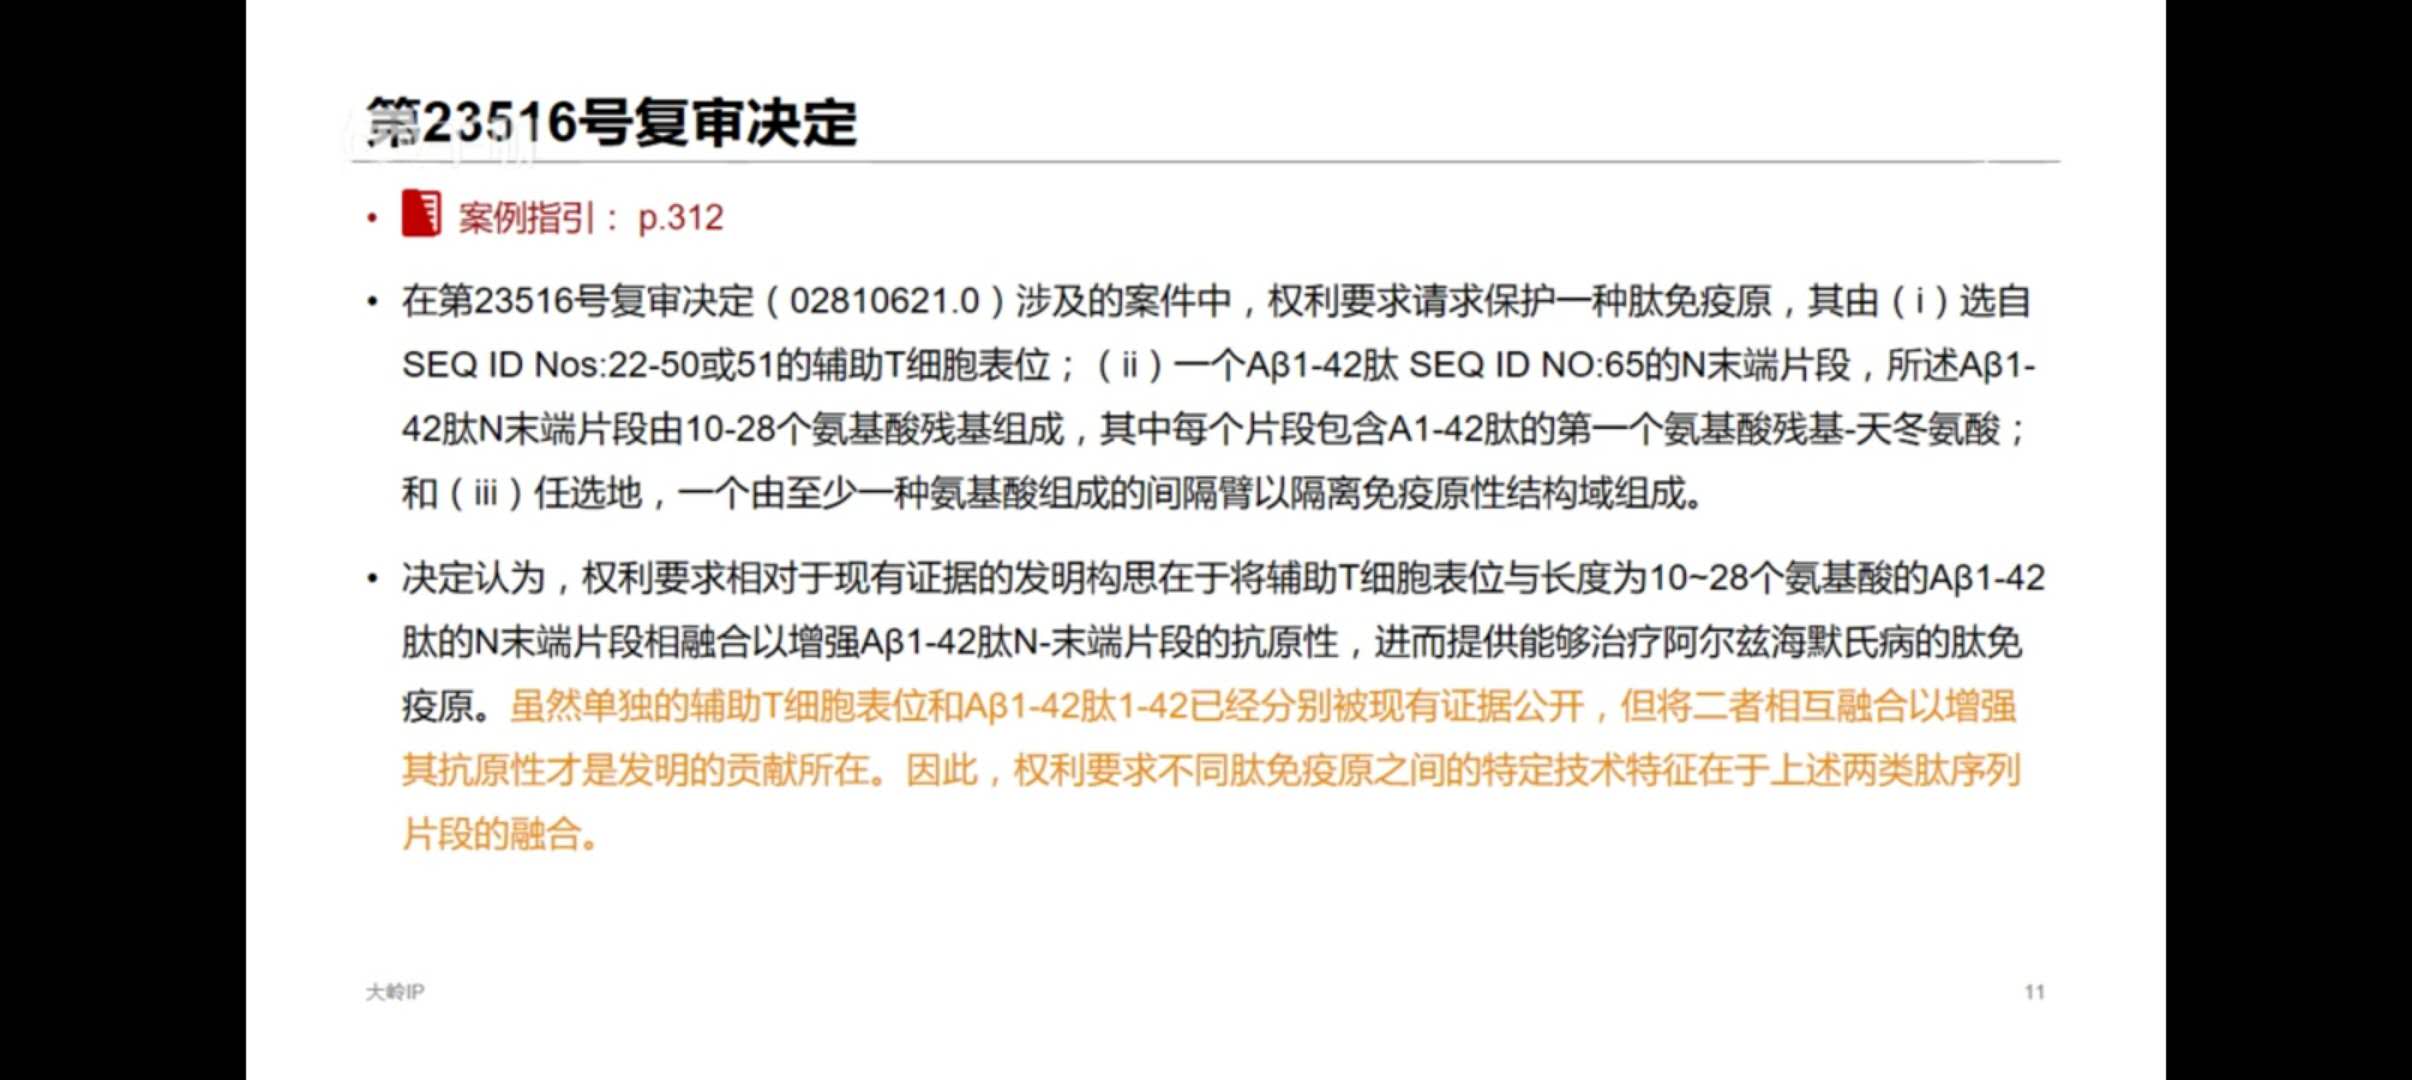 第23516号复审决定
• 案例指引：p.312
• 在第23516号复审决定（02810621.0）涉及的案件中，权利要求请求保护一种肽免疫原，其由（i）选自
SEQ ID Nos:22-50或51的辅助T细胞表位；（ii）一个Aβ1-42肽 SEQ ID NO:65的N末端片段，所述Aβ1-
42肽N末端片段由10-28个氨基酸残基组成，其中每个片段包含A1-42肽的第一个氨基酸残基-天冬氨酸；
和（iii）任选地，一个由至少一种氨基酸组成的间隔臂以隔离免疫原性结构域组成。
• 决定认为，权利要求相对于现有证据的发明构思在于将辅助T细胞表位与长度为10~28个氨基酸的Aβ1-42
肽的N末端片段相融合以增强Aβ1-42肽N-末端片段的抗原性，进而提供能够治疗阿尔兹海默氏病的肽免
疫原。虽然单独的辅助T细胞表位和Aβ1-42肽1-42已经分别被现有证据公开，但将二者相互融合以增强
其抗原性才是发明的贡献所在。因此，权利要求不同肽免疫原之间的特定技术特征在于上述两类肽序列
片段的融合。
大岭IP
11